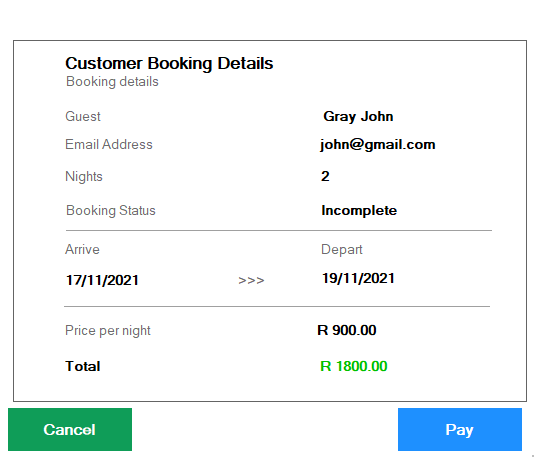 Customer Booking Details
Booking details
Guest Gray John
Email Address john@gmail.com
Nights 2
Booking Status Incomplete
Arrive Depart
17/11/2021 >>> 19/11/2021
Price per night R 900.00
Total R 1800.00
Cancel Pay